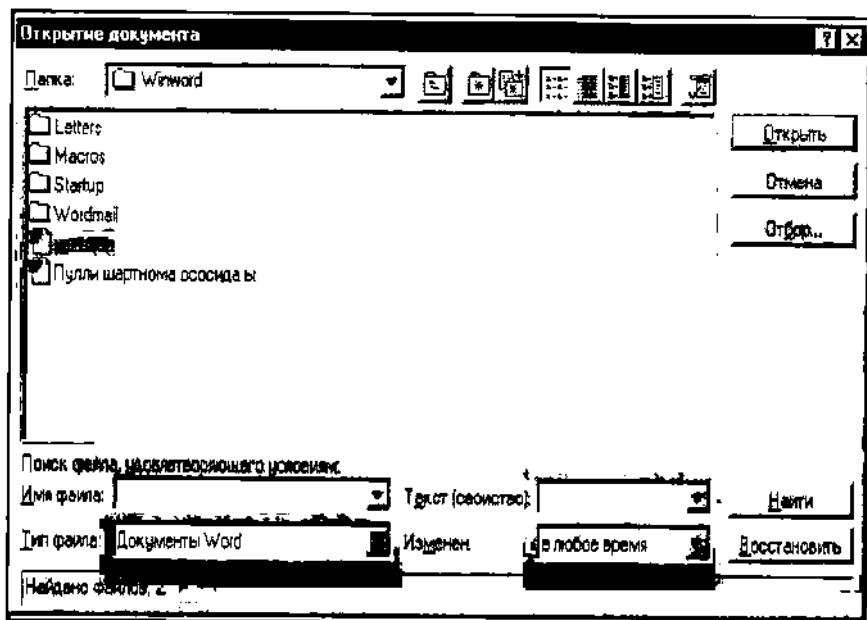 Открытие документа
Папка: Winword
Letters
Открыть
Macros
Startup
Отмена
Wordmail
Отбор...
Пулли шартнома ососида ы
Поиск файла, удовлетворяющего условиям:
Имя файла: Текст (свойство): Найти
Тип файла: Документы Word Изменен: в любое время Восстановить
Найдено файлов: 2